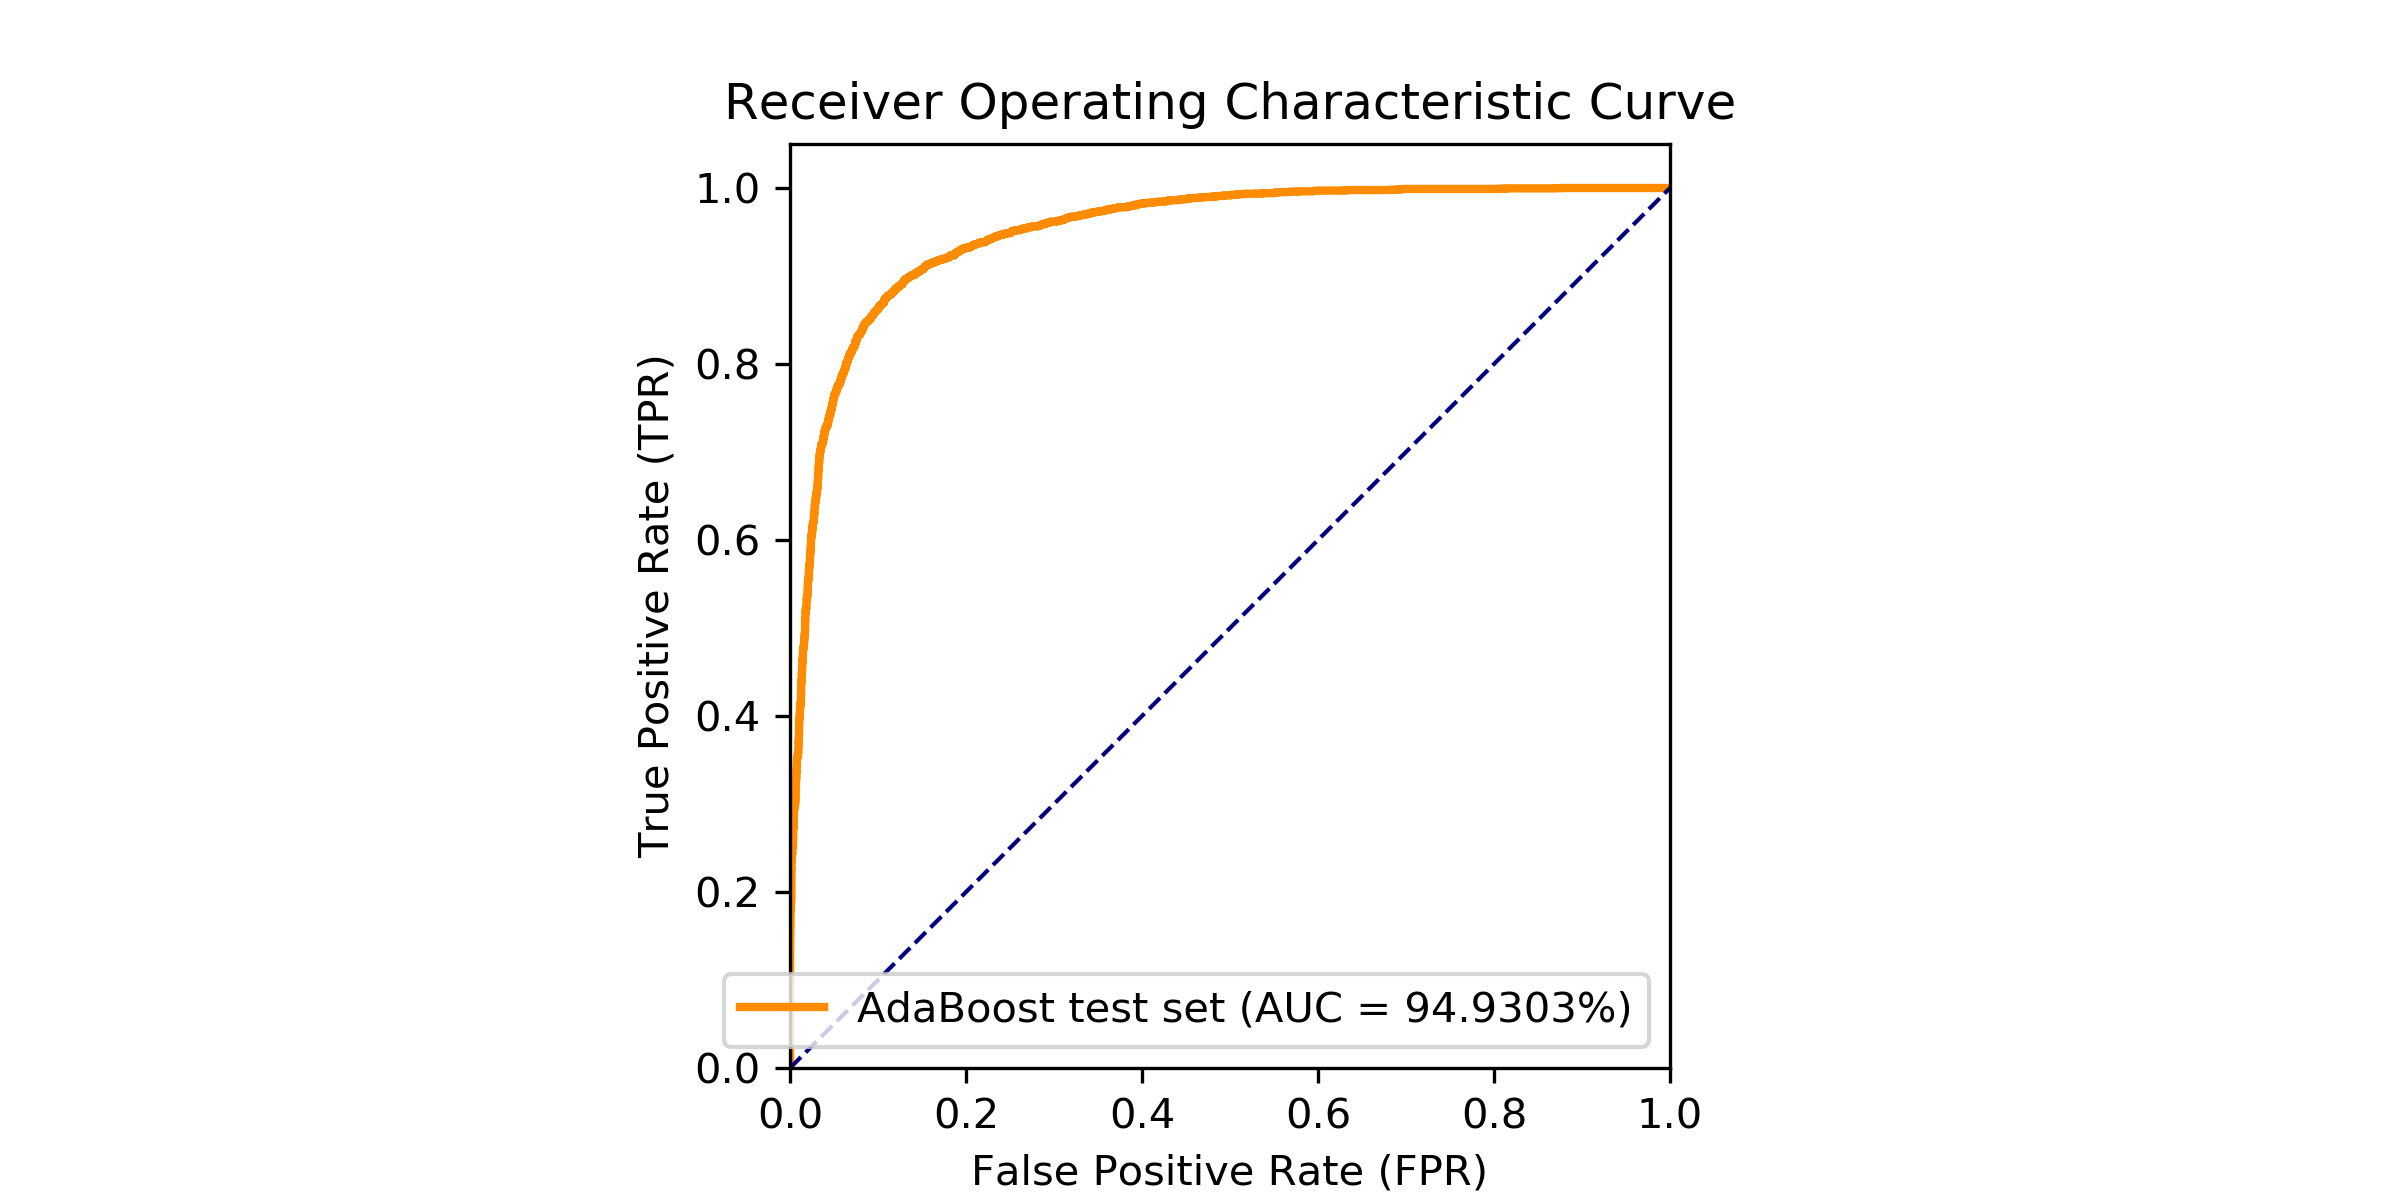 Receiver Operating Characteristic Curve
1.0
0.8
0.6
0.4
0.2
0.0
True Positive Rate (TPR)
AdaBoost test set (AUC = 94.9303%)
0.0 0.2 0.4 0.6 0.8 1.0
False Positive Rate (FPR)